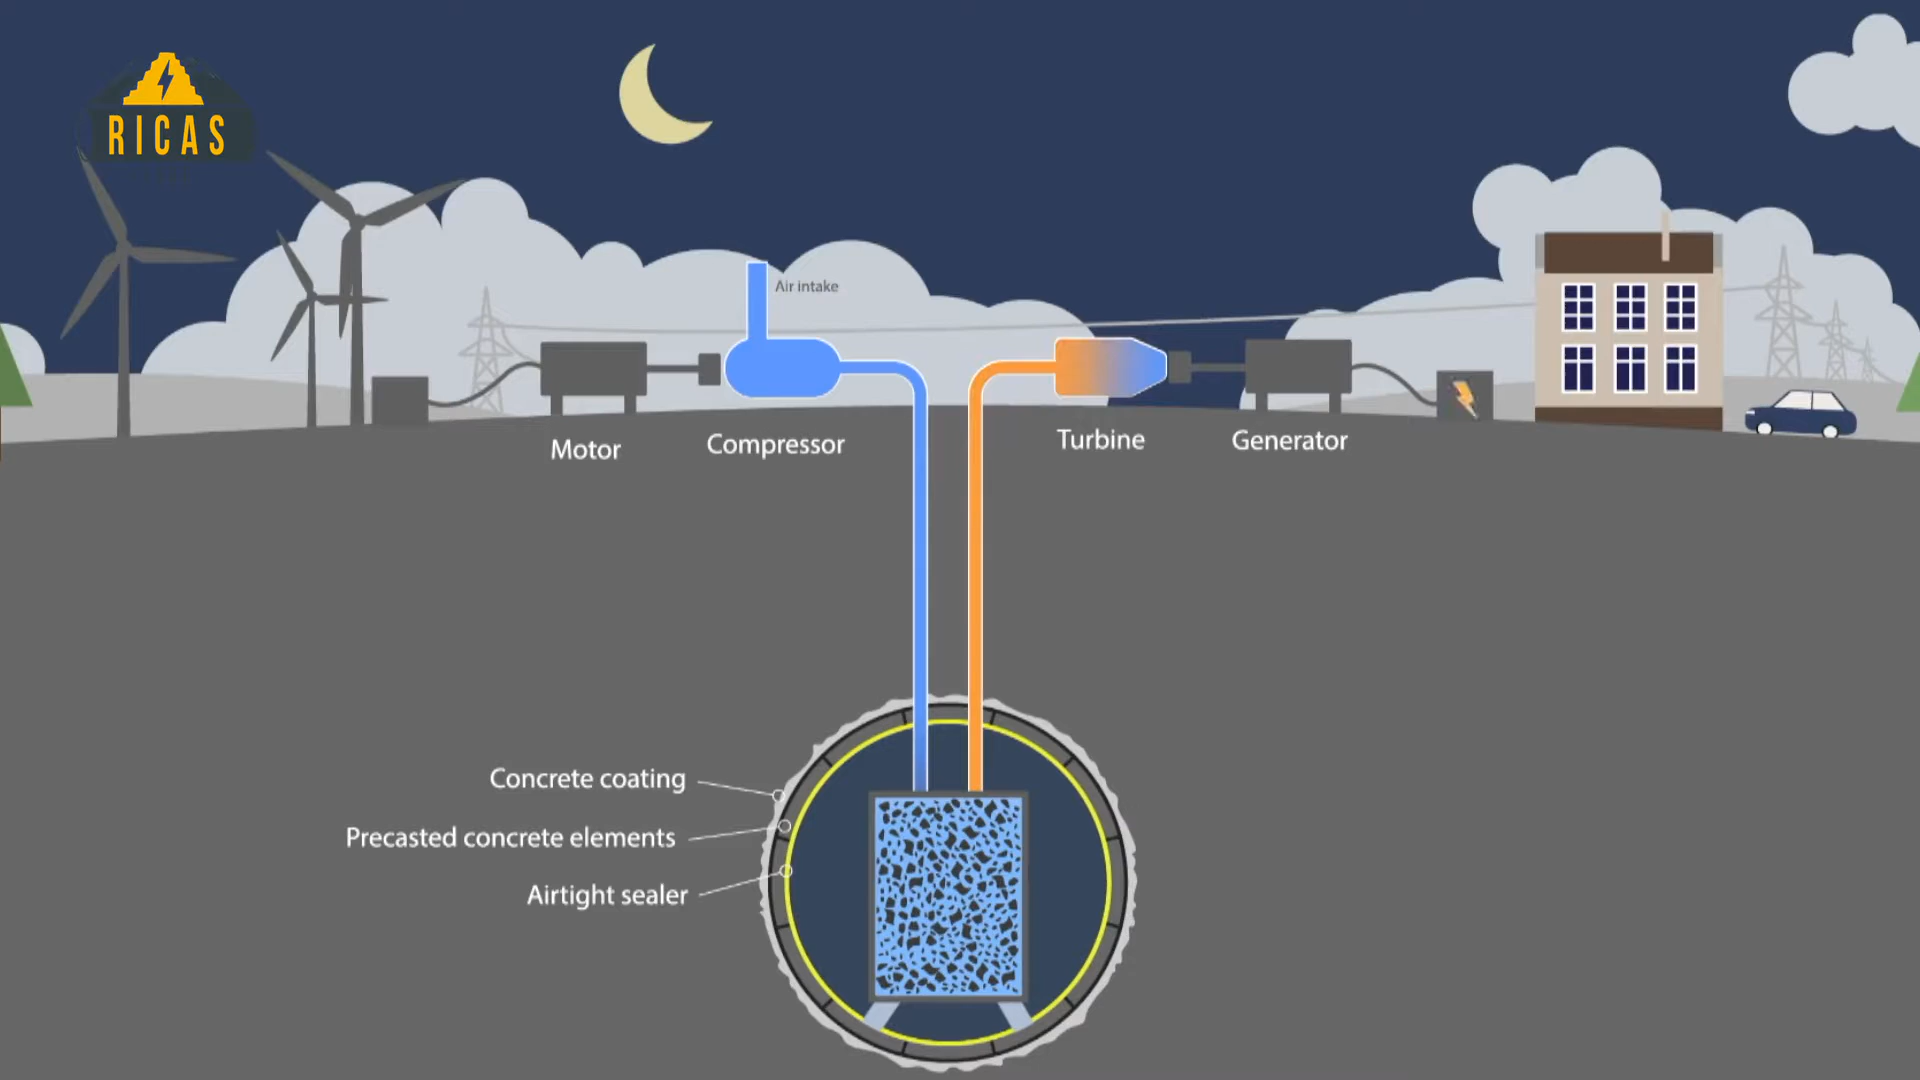 RICAS
Air intake
Motor
Compressor
Turbine
Generator
Concrete coating
Precasted concrete elements
Airtight sealer